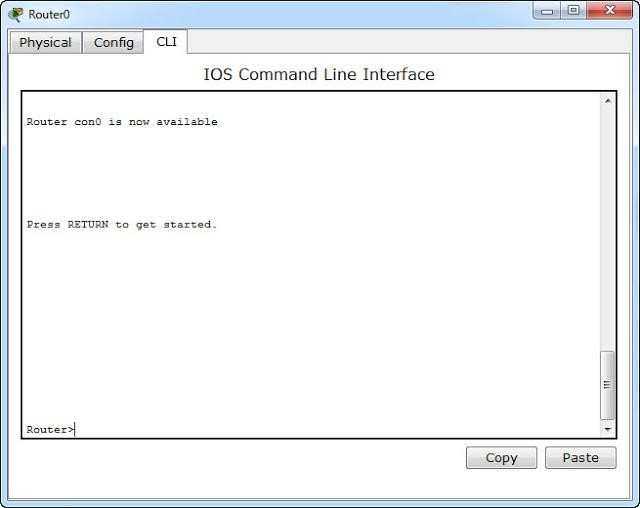 Router0
Physical Config CLI
IOS Command Line Interface
Router con0 is now available
Press RETURN to get started.
Router>
Copy Paste